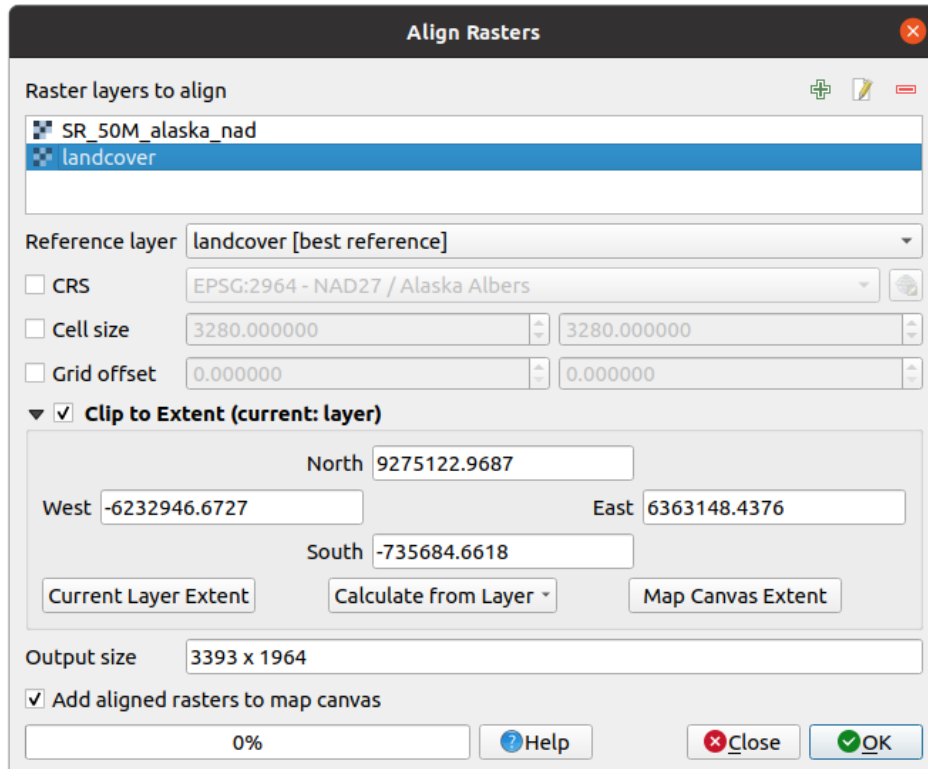 Align Rasters
Raster layers to align
SR_50M_alaska_nad
landcover
Reference layer landcover [best reference]
CRS EPSG:2964 - NAD27 / Alaska Albers
Cell size 3280.000000 3280.000000
Grid offset 0.000000 0.000000
Clip to Extent (current: layer)
North 9275122.9687
West -6232946.6727 East 6363148.4376
South -735684.6618
Current Layer Extent Calculate from Layer Map Canvas Extent
Output size 3393 x 1964
Add aligned rasters to map canvas
0% Help Close OK